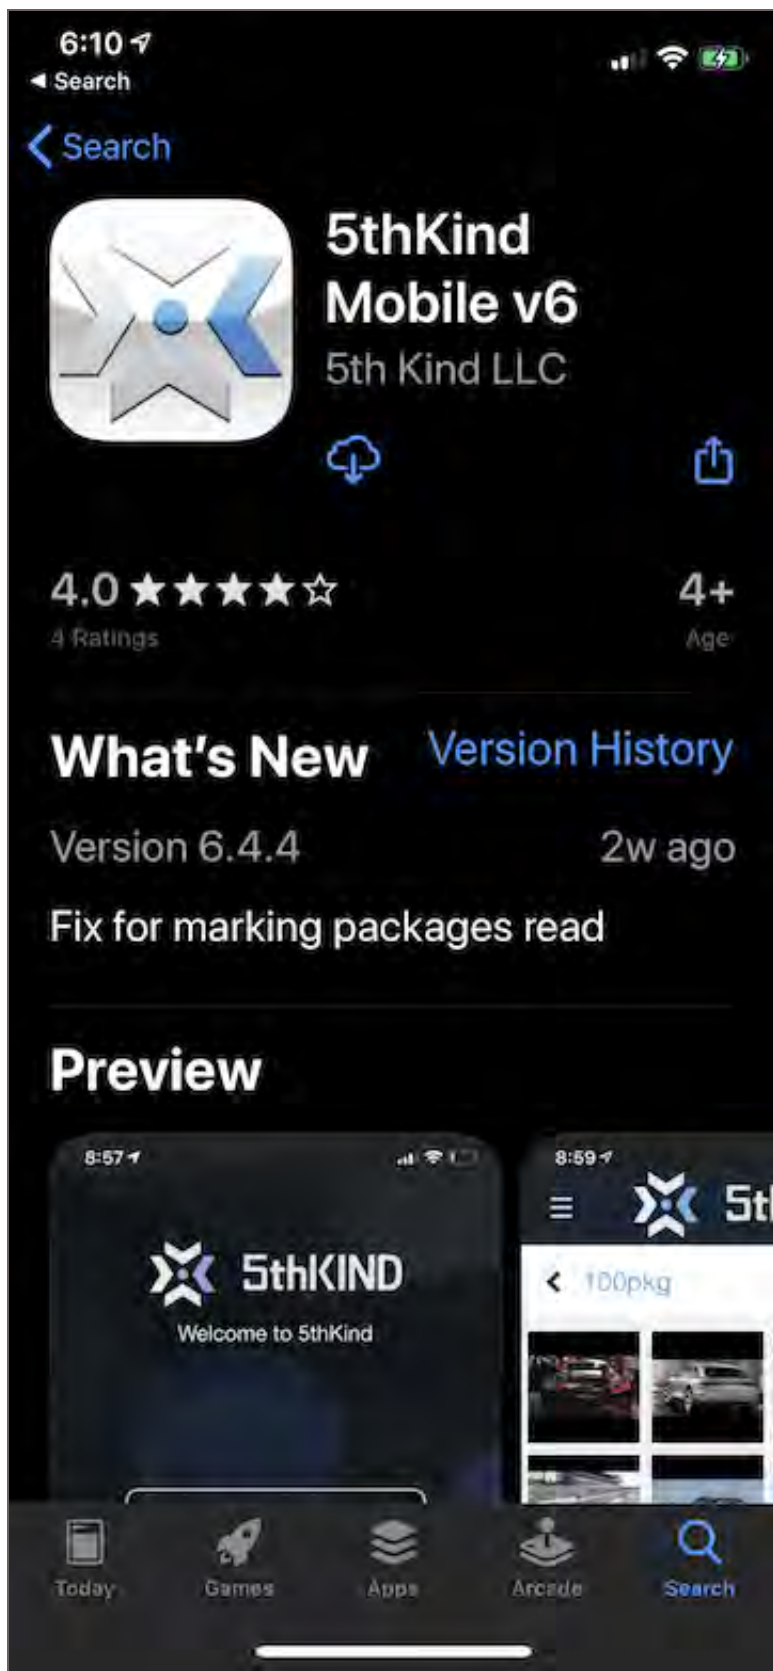 6:10
Search
Search
5thKind
Mobile v6
5th Kind LLC
4.0
4+
4 Ratings
Age
What's New
Version History
Version 6.4.4
2w ago
Fix for marking packages read
Preview
8:57
5thKIND
Welcome to 5thKind
8:59
5t
100pkg
Today
Games
Apps
Arcade
Search